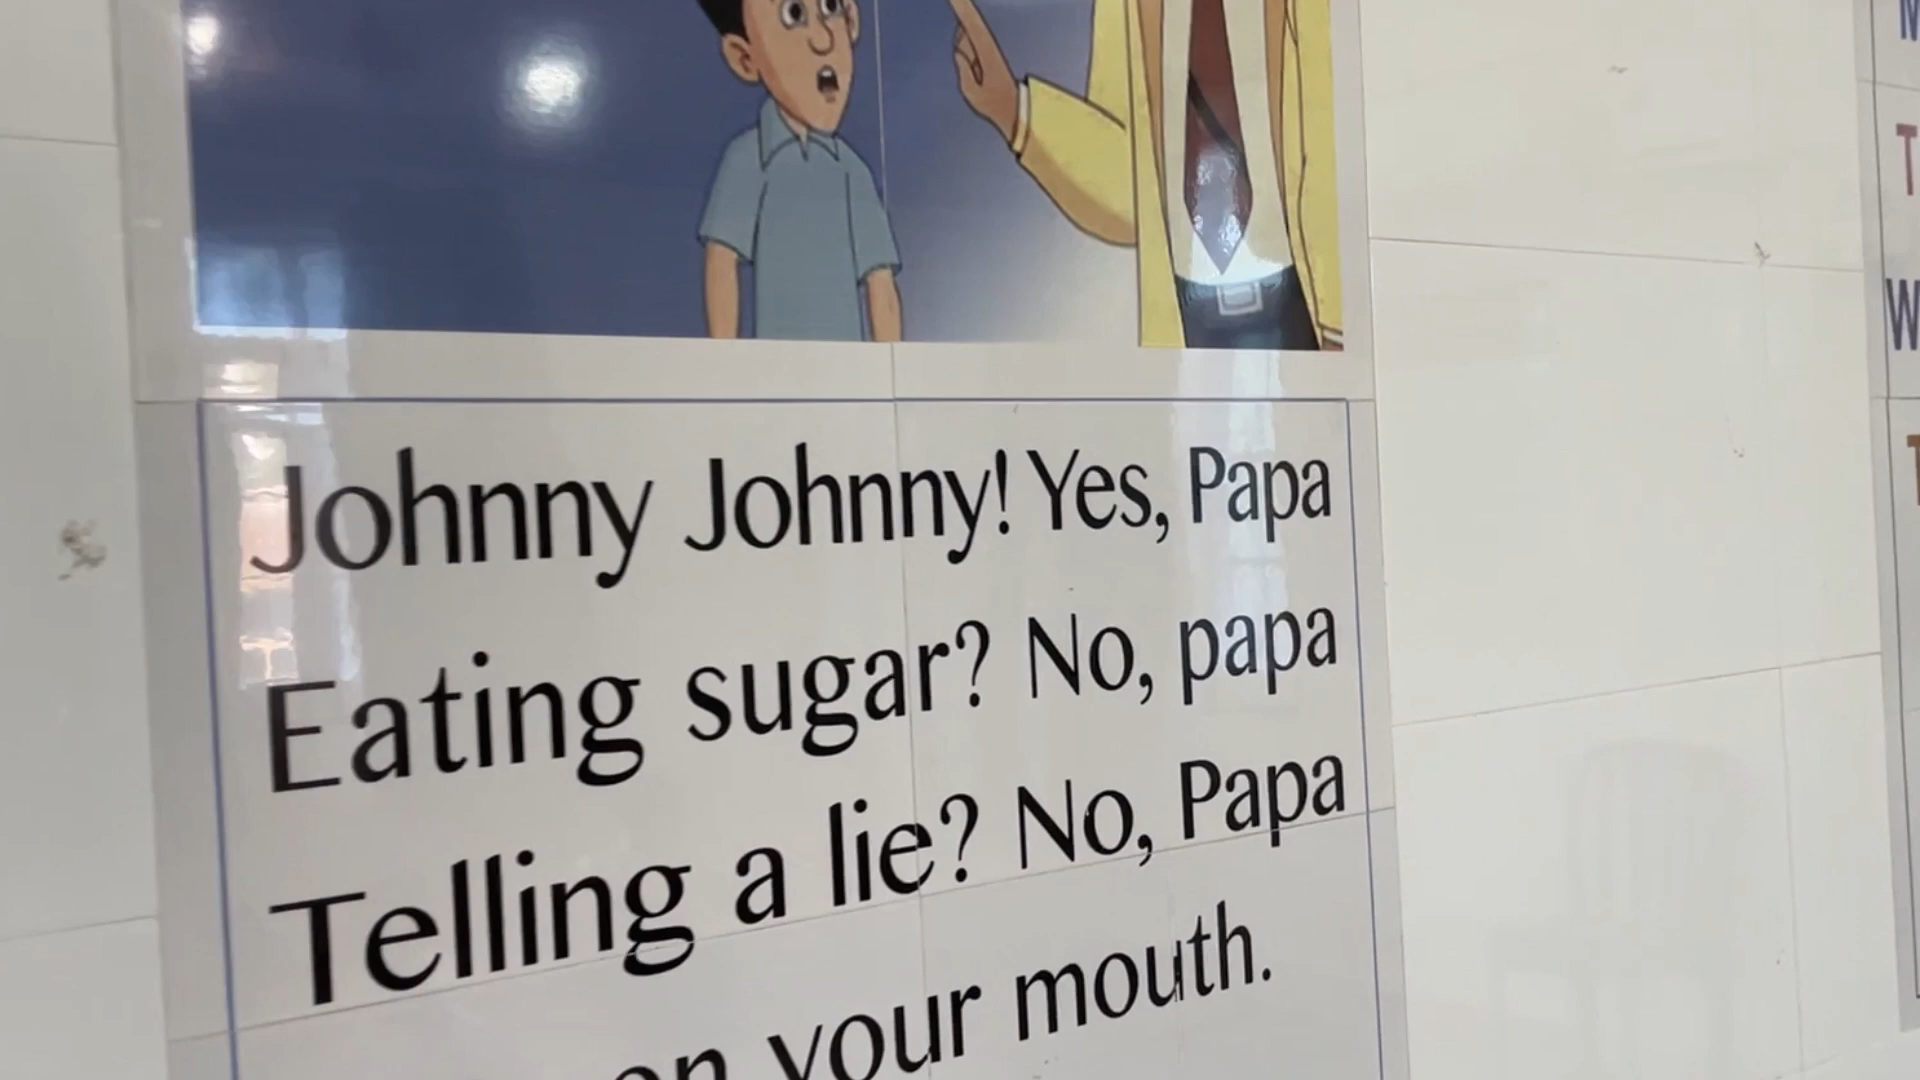 Johnny Johnny! Yes, Papa
Eating sugar? No, papa
Telling a lie? No, Papa
your mouth.